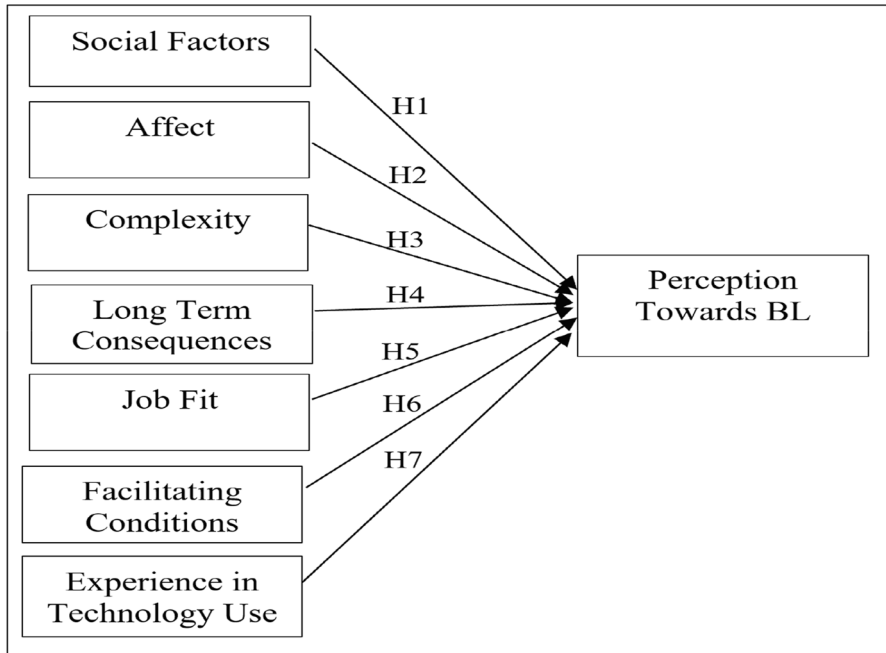 Social Factors
H1
Affect
H2
Complexity
H3
Long Term
Consequences
H4
Job Fit
H5
H6
Facilitating
Conditions
H7
Experience in
Technology Use
Perception
Towards BL